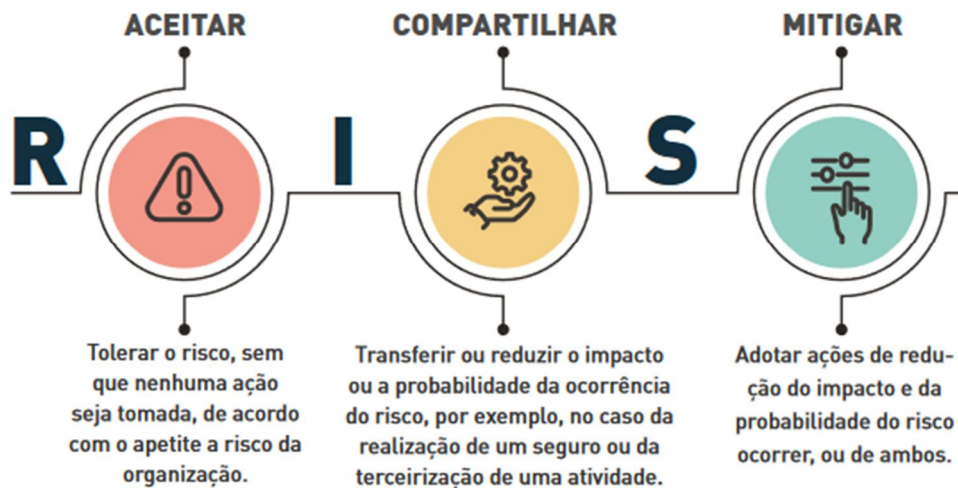 ACEITAR
COMPARTILHAR
MITIGAR
R
I
S
Tolerar o risco, sem
que nenhuma ação
seja tomada, de acordo
com o apetite a risco da
organização.
Transferir ou reduzir o impacto
ou a probabilidade da ocorrência
do risco, por exemplo, no caso da
realização de um seguro ou da
terceirização de uma atividade.
Adotar ações de redu-
ção do impacto e da
probabilidade do risco
ocorrer, ou de ambos.